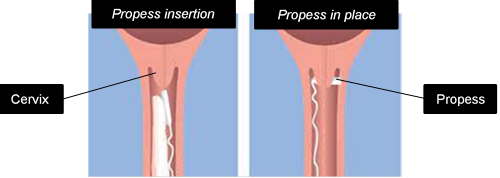 Propess insertion
Propess in place
Cervix
Propess